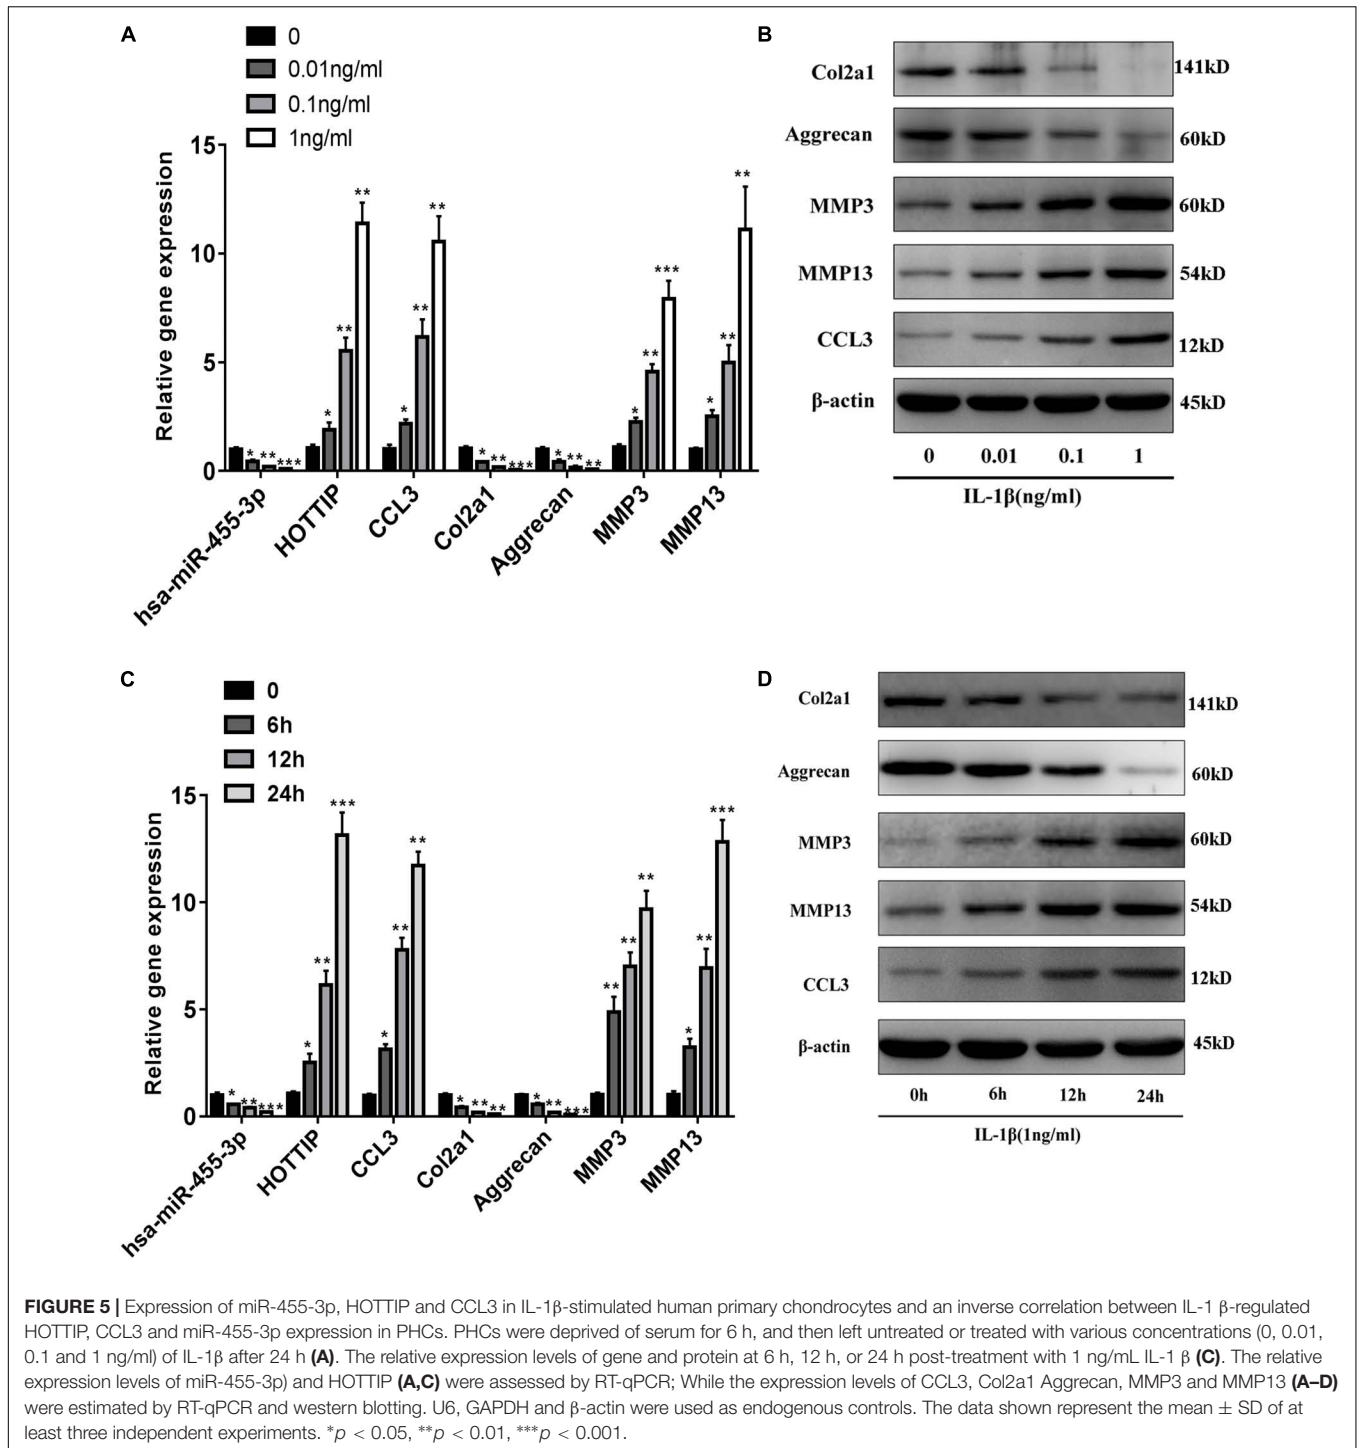 A
0
0.01ng/ml
0.1ng/ml
1ng/ml
Relative gene expression
15
10
5
0
* ** ***
* ** **
* ** **
* ** ***
* ** **
* ** ***
* ** **
hsa-miR-455-3p
HOTTIP
CCL3
Col2a1
Aggrecan
MMP3
MMP13
B
Col2a1 141kD
Aggrecan 60kD
MMP3 60kD
MMP13 54kD
CCL3 12kD
β-actin 45kD
0 0.01 0.1 1
IL-1β(ng/ml)
C
0
6h
12h
24h
Relative gene expression
15
10
5
0
* ** ***
* ** ***
* ** **
* ** **
* ** ***
** ** **
* ** ***
hsa-miR-455-3p
HOTTIP
CCL3
Col2a1
Aggrecan
MMP3
MMP13
D
Col2a1 141kD
Aggrecan 60kD
MMP3 60kD
MMP13 54kD
CCL3 12kD
β-actin 45kD
0h 6h 12h 24h
IL-1β(1ng/ml)
FIGURE 5 | Expression of miR-455-3p, HOTTIP and CCL3 in IL-1β-stimulated human primary chondrocytes and an inverse correlation between IL-1 β-regulated
HOTTIP, CCL3 and miR-455-3p expression in PHCs. PHCs were deprived of serum for 6 h, and then left untreated or treated with various concentrations (0, 0.01,
0.1 and 1 ng/ml) of IL-1β after 24 h (A). The relative expression levels of gene and protein at 6 h, 12 h, or 24 h post-treatment with 1 ng/mL IL-1 β (C). The relative
expression levels of miR-455-3p) and HOTTIP (A,C) were assessed by RT-qPCR; While the expression levels of CCL3, Col2a1 Aggrecan, MMP3 and MMP13 (A–D)
were estimated by RT-qPCR and western blotting. U6, GAPDH and β-actin were used as endogenous controls. The data shown represent the mean ± SD of at
least three independent experiments. *p < 0.05, **p < 0.01, ***p < 0.001.